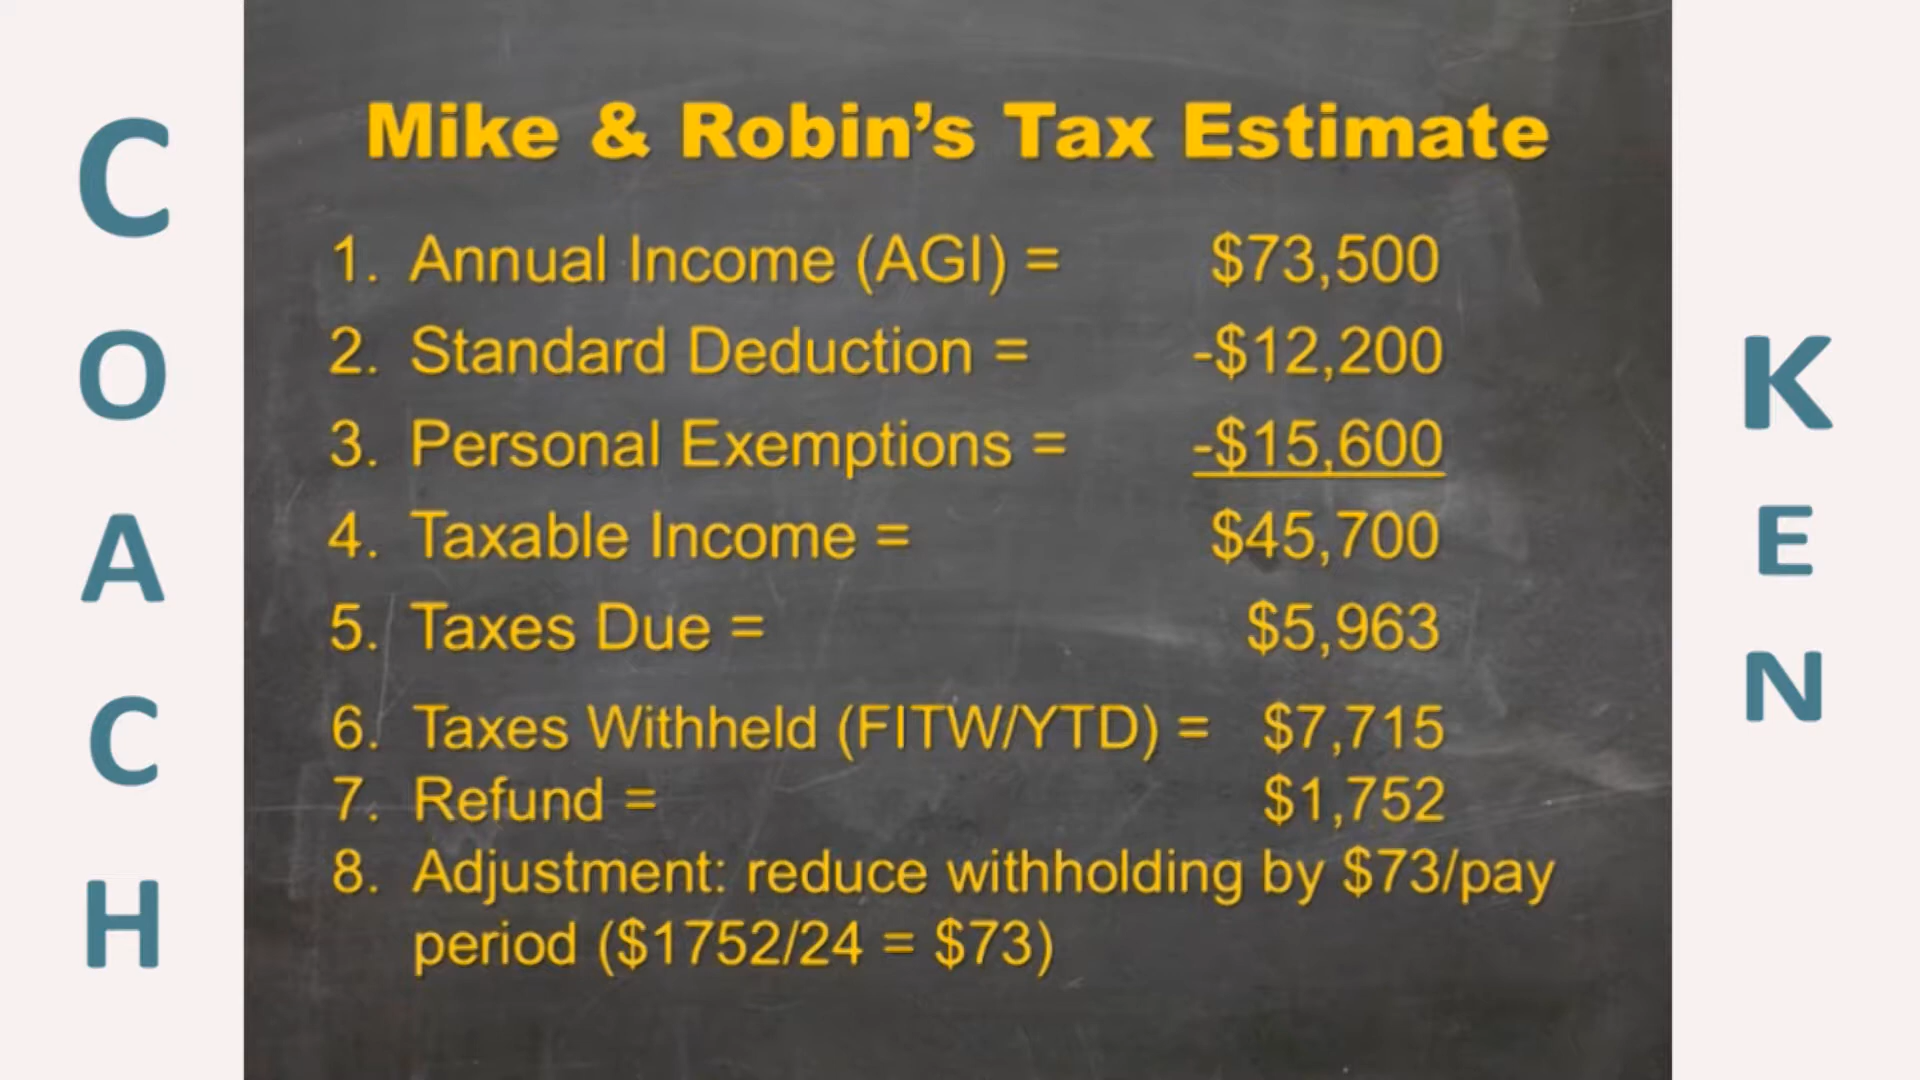 COACH
Mike & Robin’s Tax Estimate
1. Annual Income (AGI) = $73,500
2. Standard Deduction = -$12,200
3. Personal Exemptions = -$15,600
4. Taxable Income = $45,700
5. Taxes Due = $5,963
6. Taxes Withheld (FITW/YTD) = $7,715
7. Refund = $1,752
8. Adjustment: reduce withholding by $73/pay
period ($1752/24 = $73)
KEN